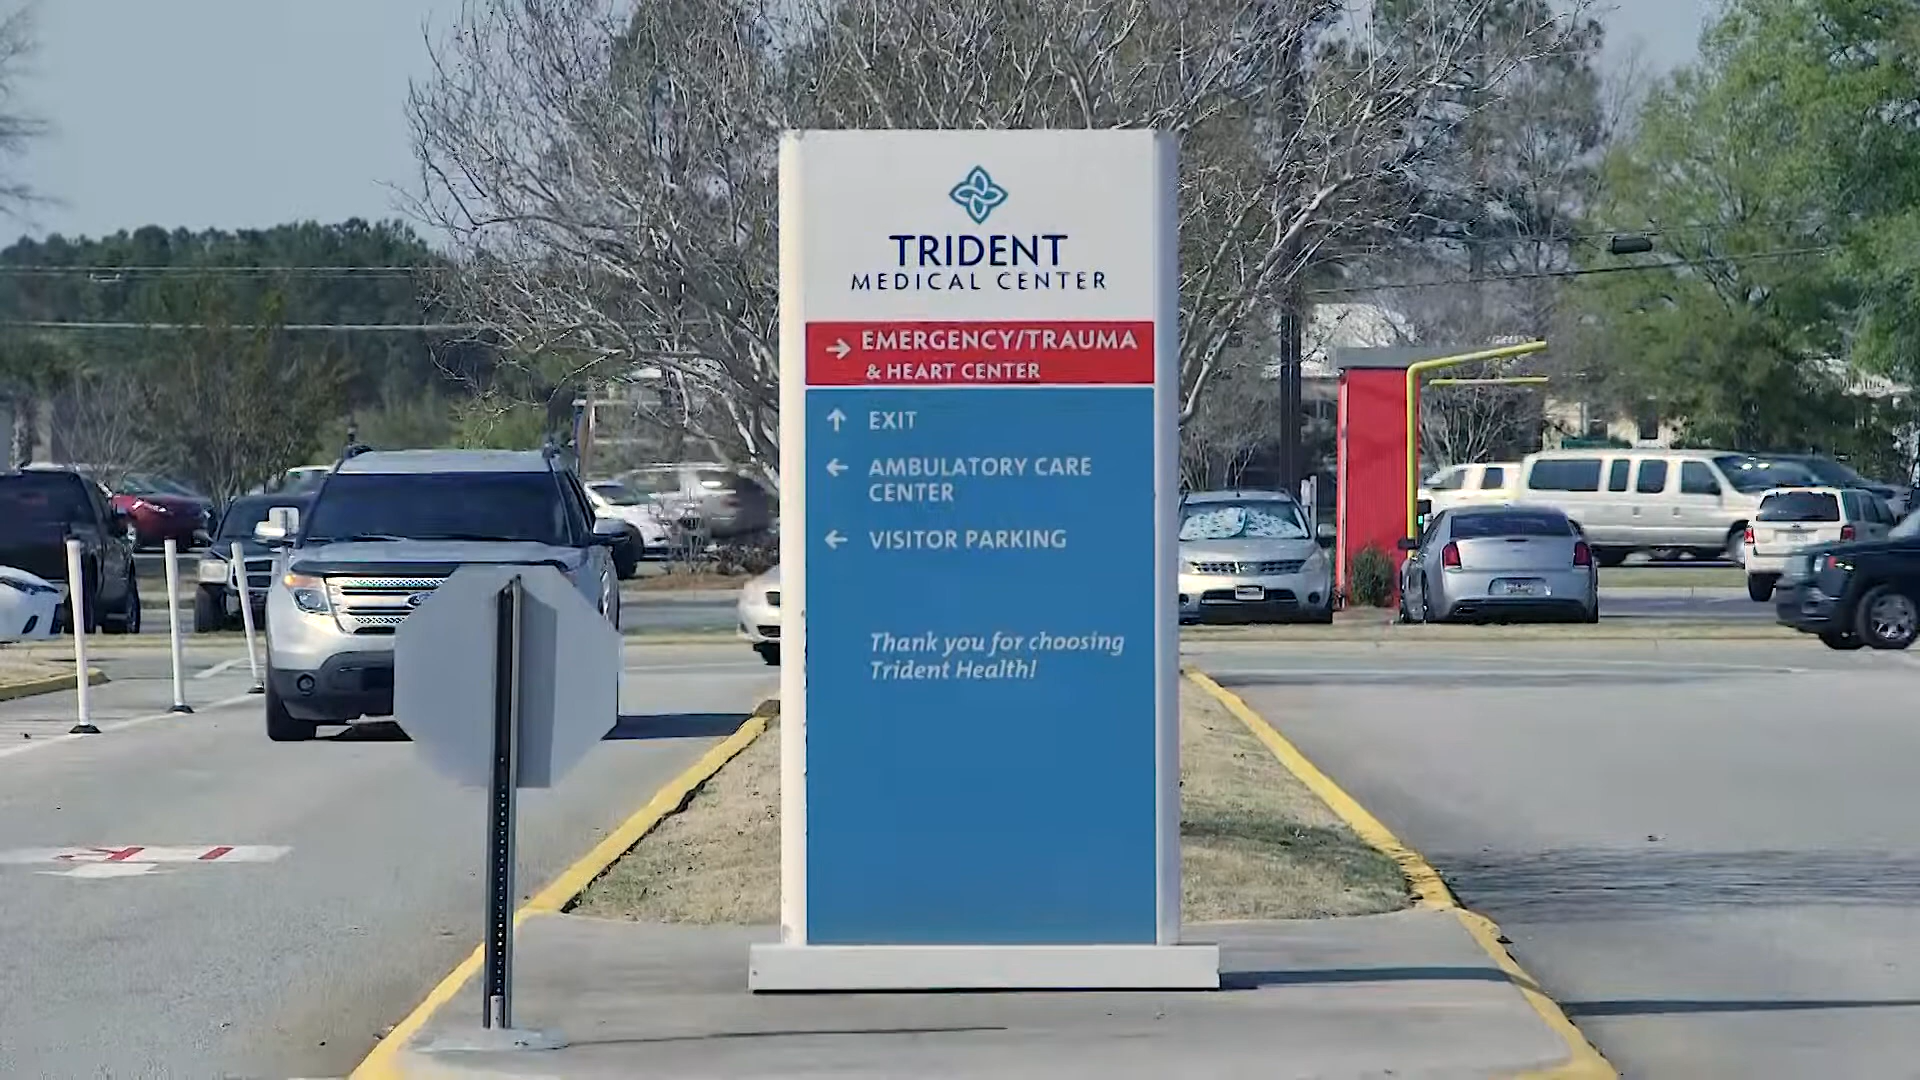 TRIDENT
MEDICAL CENTER
→ EMERGENCY/TRAUMA
& HEART CENTER
↑ EXIT
← AMBULATORY CARE
CENTER
← VISITOR PARKING
Thank you for choosing
Trident Health!